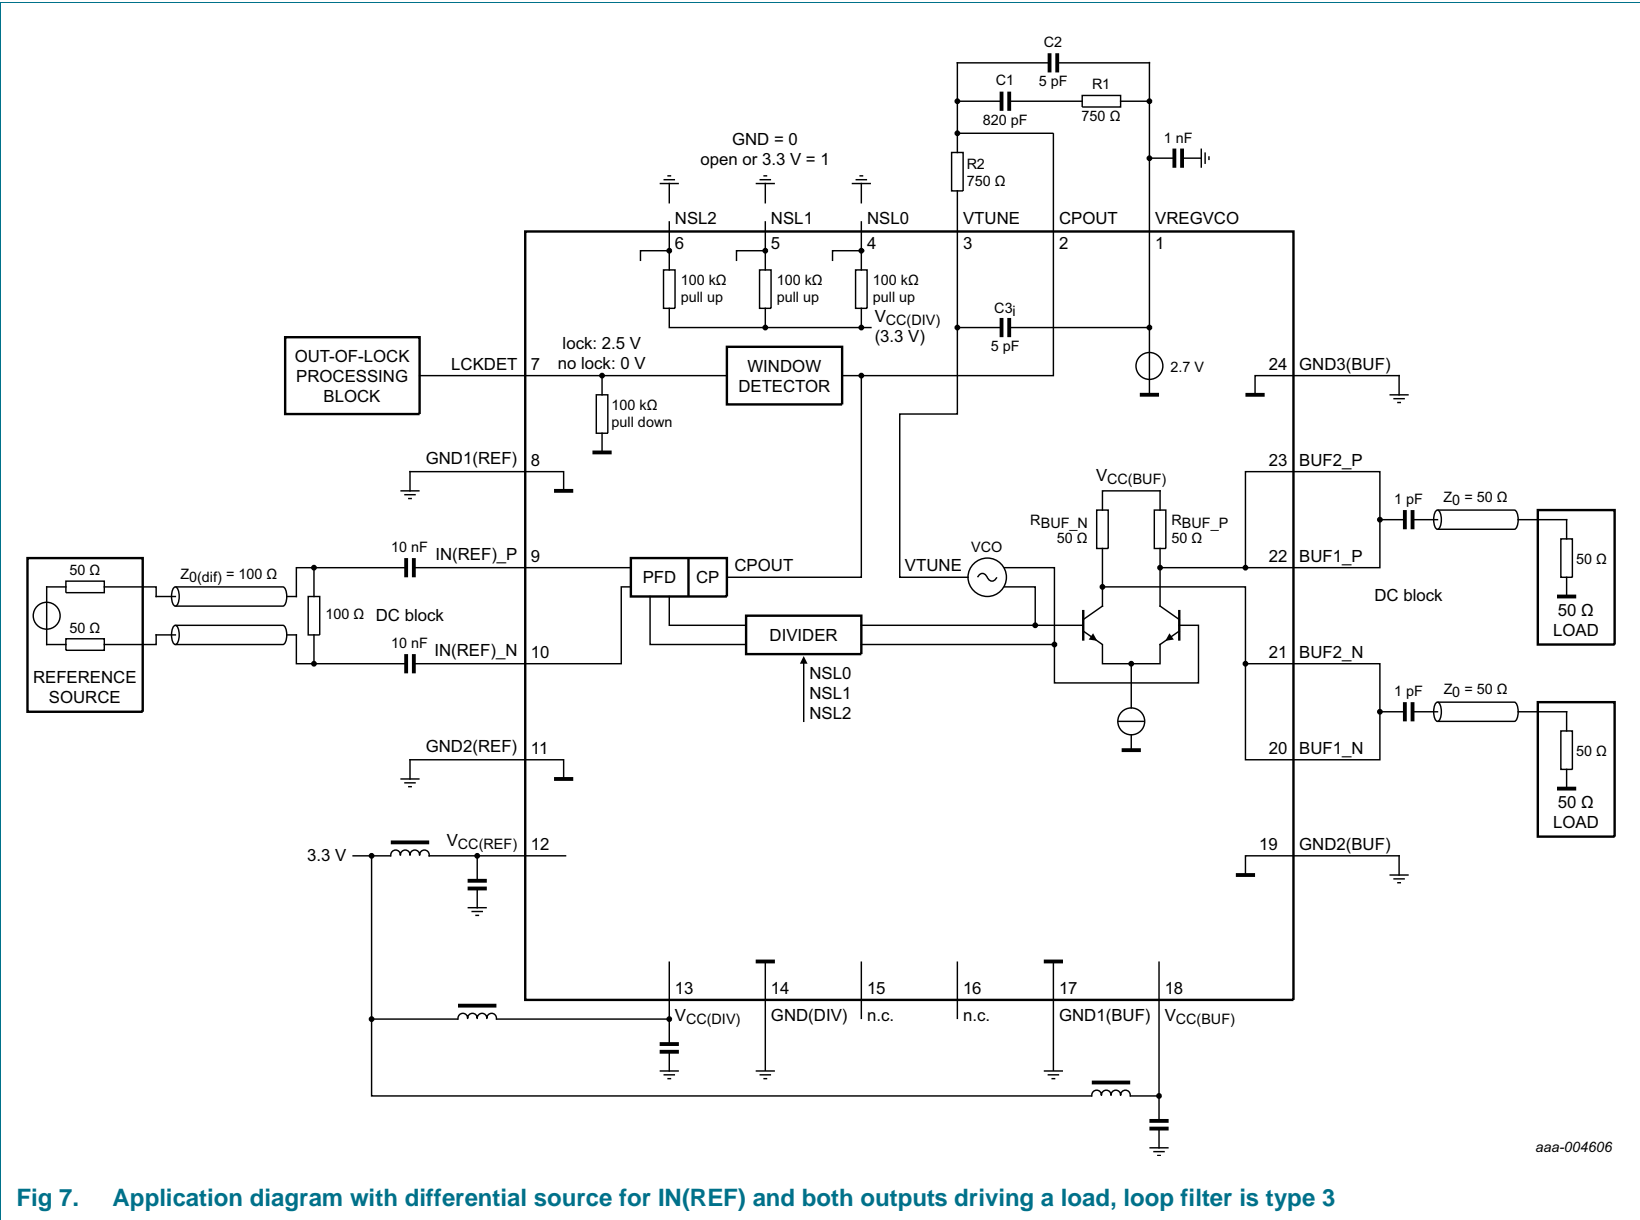 C2
5 pF
C1
820 pF
R1
750 Ω
1 nF
GND = 0
open or 3.3 V = 1
R2
750 Ω
NSL2
NSL1
NSL0
VTUNE
CPOUT
VREGVCO
6
5
4
3
2
1
100 kΩ
pull up
100 kΩ
pull up
100 kΩ
pull up
VCC(DIV)
(3.3 V)
C3i
5 pF
2.7 V
OUT-OF-LOCK
PROCESSING
BLOCK
LCKDET
7
lock: 2.5 V
no lock: 0 V
WINDOW
DETECTOR
100 kΩ
pull down
24
GND3(BUF)
GND1(REF)
8
23
BUF2_P
VCC(BUF)
RBUF_N
50 Ω
RBUF_P
50 Ω
1 pF
Z0 = 50 Ω
50 Ω
50 Ω
LOAD
22
BUF1_P
DC block
VCO
VTUNE
50 Ω
50 Ω
REFERENCE
SOURCE
Z0(dif) = 100 Ω
100 Ω
DC block
10 nF
IN(REF)_P
9
10 nF
IN(REF)_N
10
PFD
CP
CPOUT
DIVIDER
NSL0
NSL1
NSL2
21
BUF2_N
1 pF
Z0 = 50 Ω
50 Ω
50 Ω
LOAD
20
BUF1_N
GND2(REF)
11
3.3 V
VCC(REF)
12
19
GND2(BUF)
13
14
15
16
17
18
VCC(DIV)
GND(DIV)
n.c.
n.c.
GND1(BUF)
VCC(BUF)
aaa-004606
Fig 7. Application diagram with differential source for IN(REF) and both outputs driving a load, loop filter is type 3